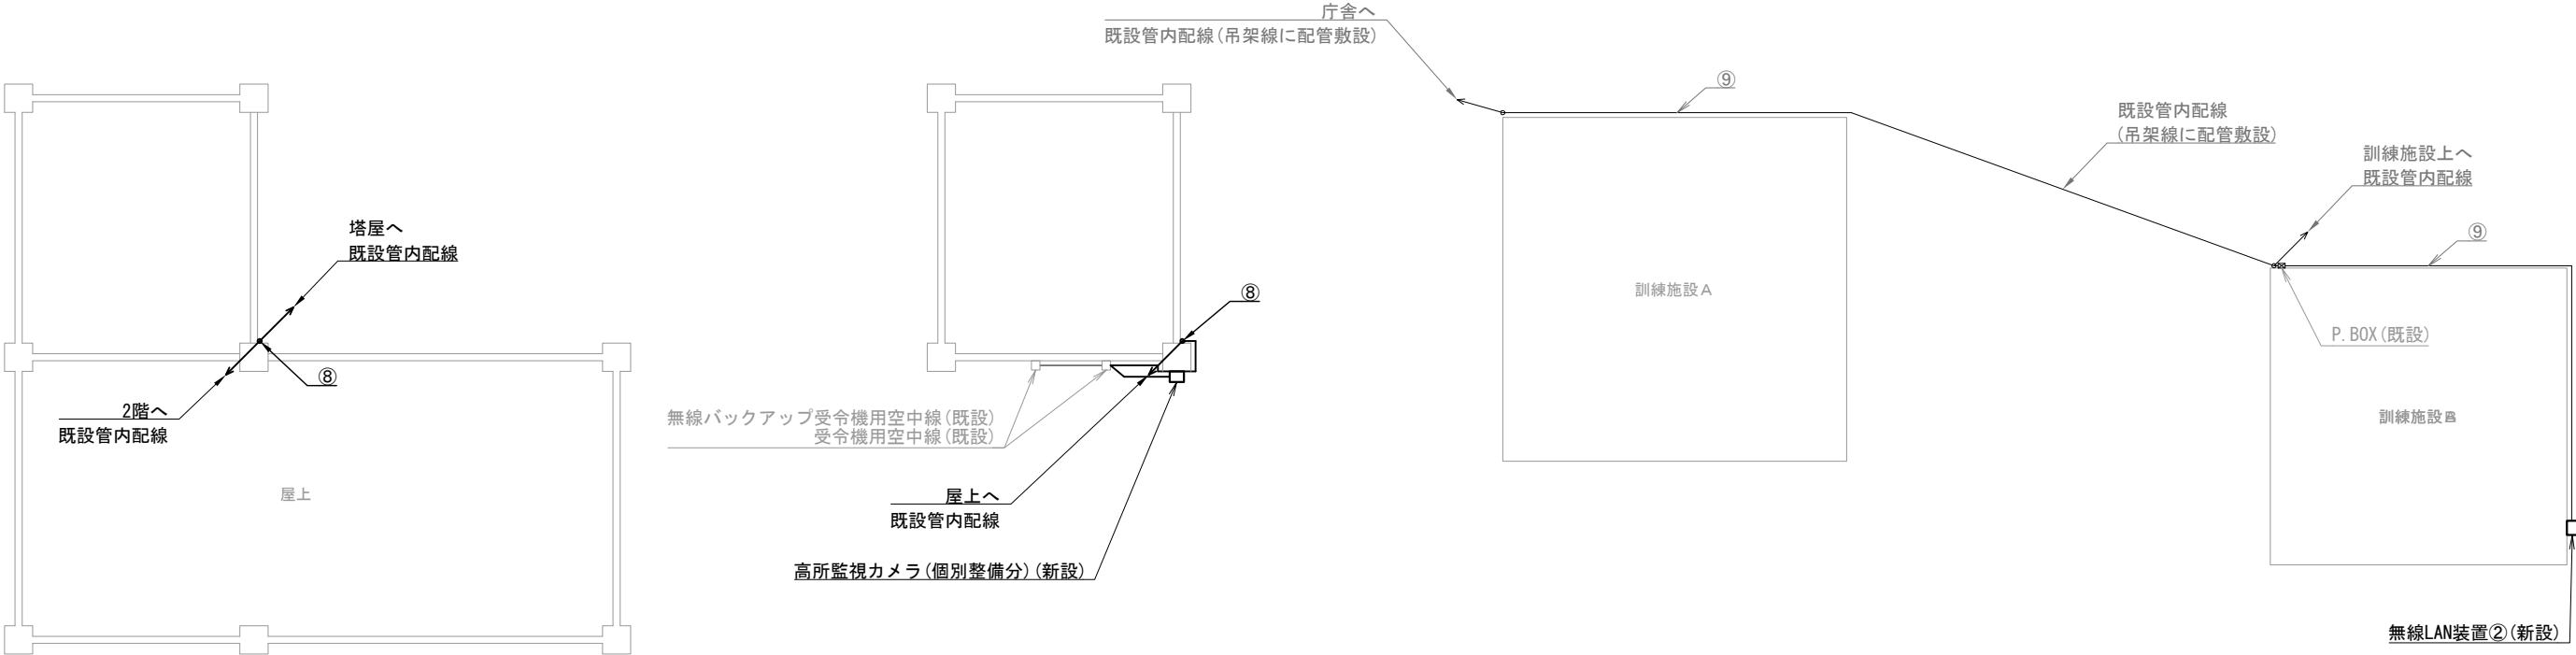 塔屋へ
既設管内配線
⑧
2階へ
既設管内配線
屋上
⑧
無線バックアップ受令機用空中線(既設)
受令機用空中線(既設)
屋上へ
既設管内配線
高所監視カメラ(個別整備分)(新設)
庁舎へ
既設管内配線(吊架線に配管敷設)
⑨
訓練施設A
既設管内配線
(吊架線に配管敷設)
訓練施設上へ
既設管内配線
⑨
P.BOX(既設)
訓練施設B
無線LAN装置②(新設)